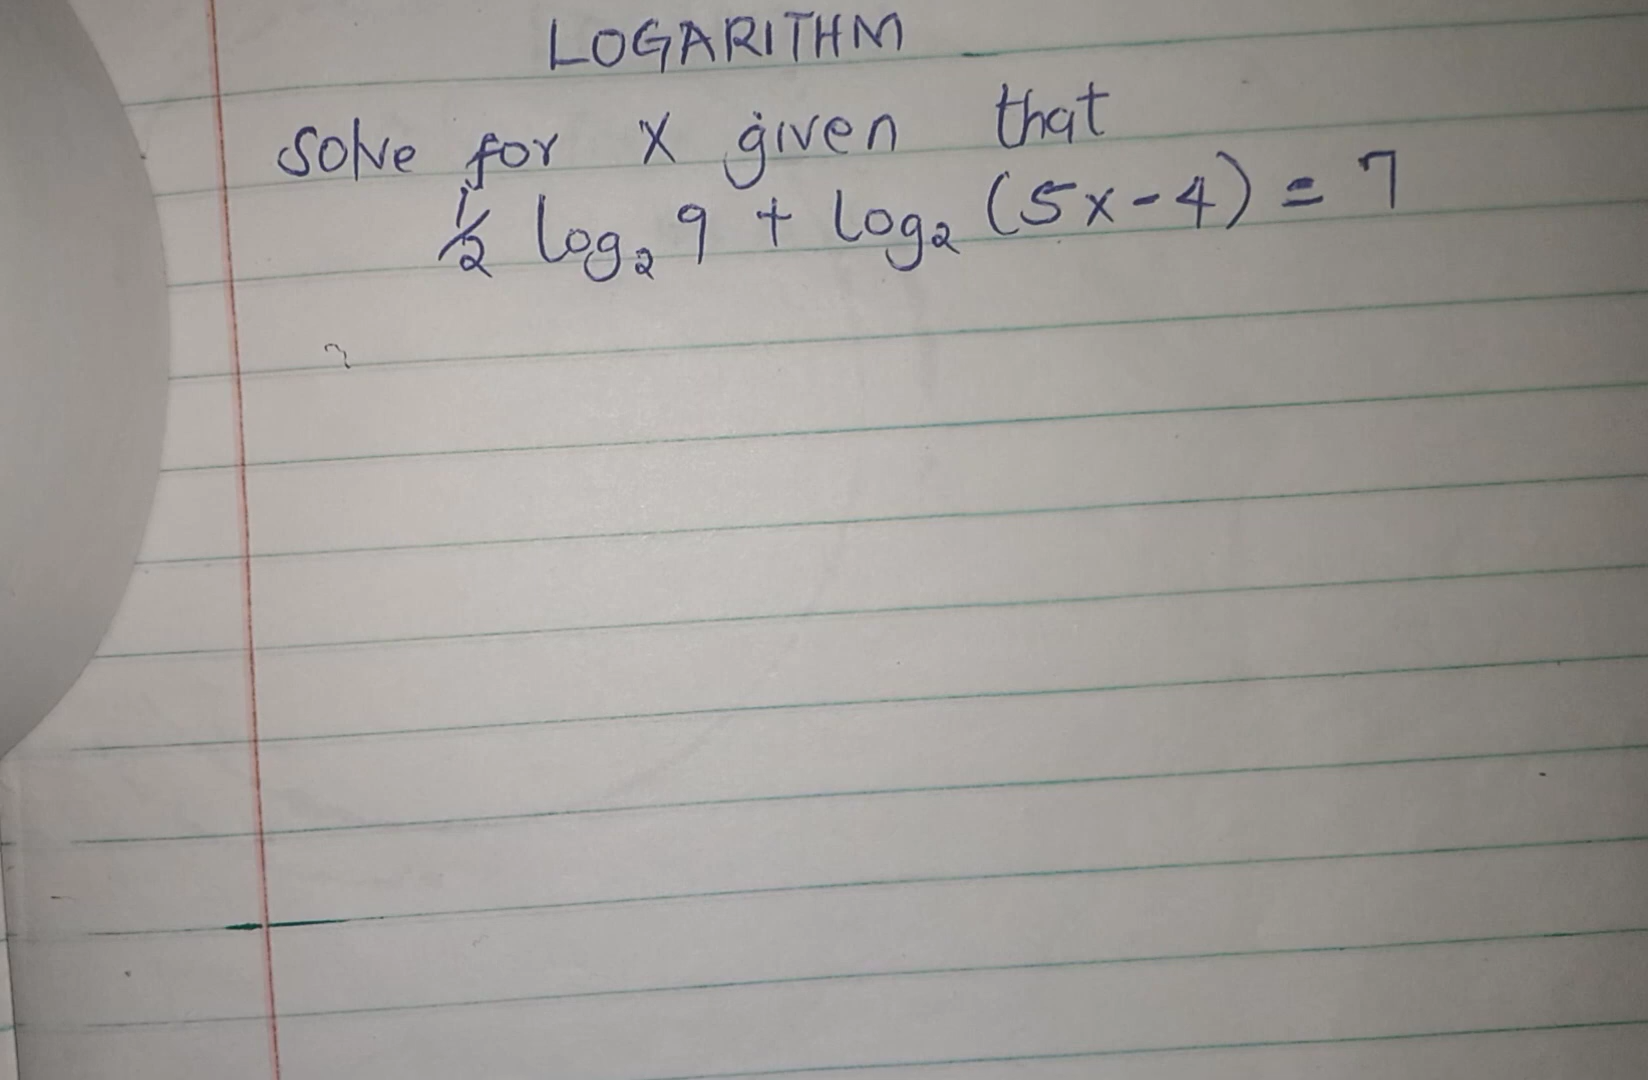 LOGARITHM
Solve for x given that
1/2 log₂ 9 + log₂ (5x-4) = 7